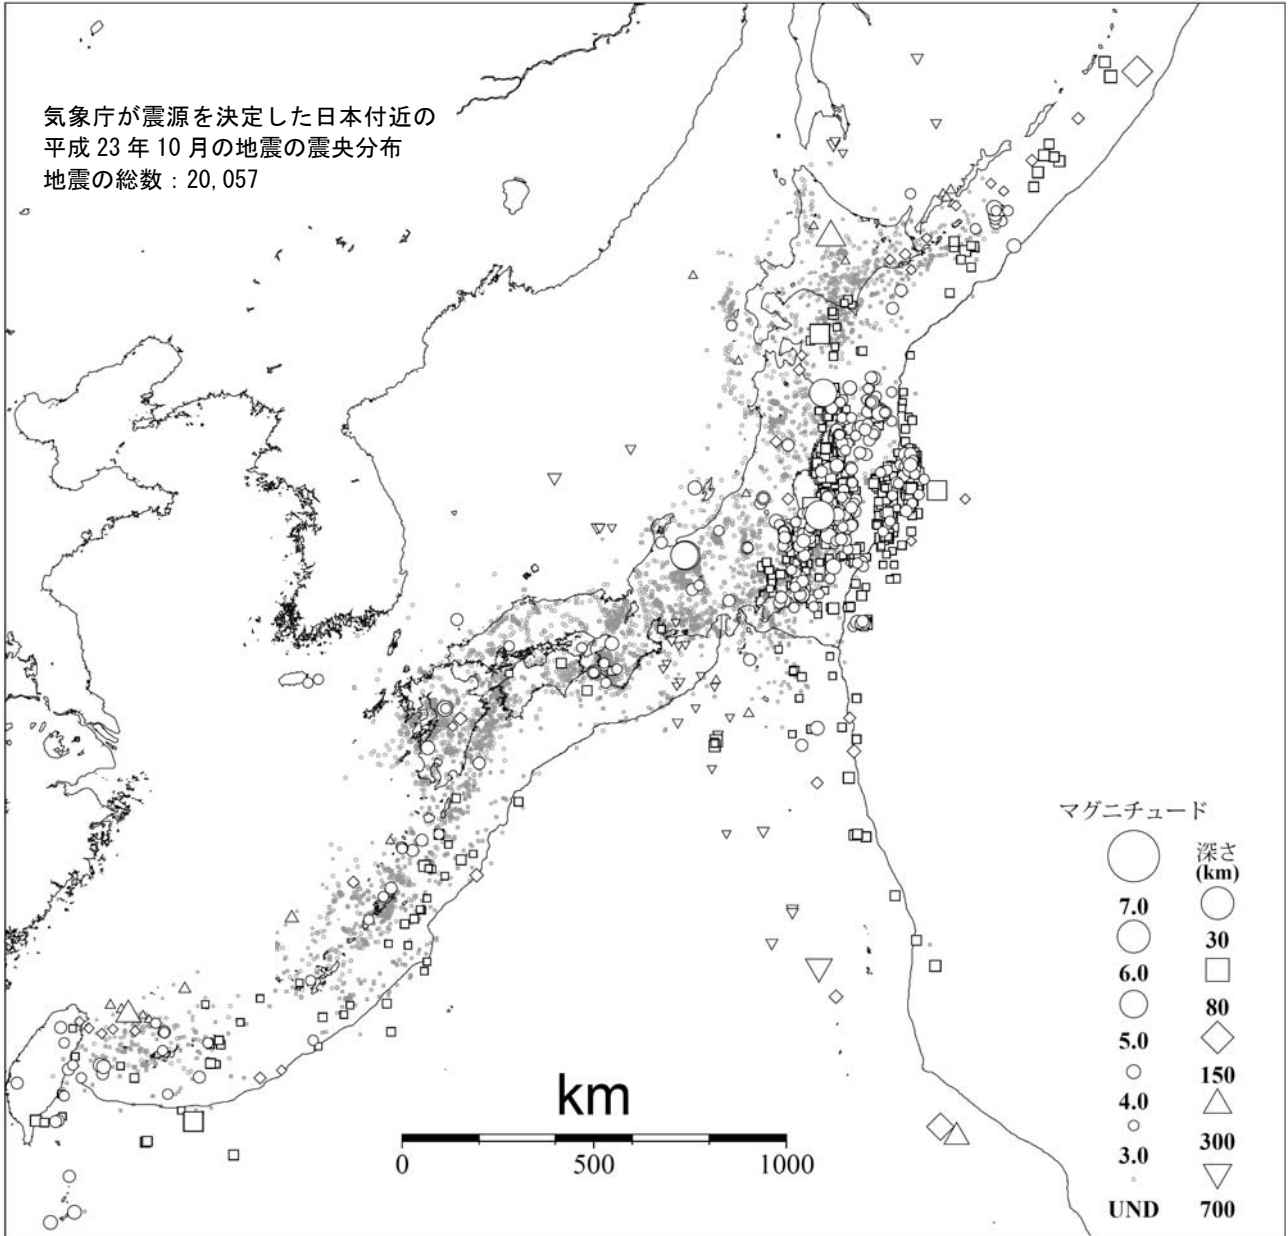 気象庁が震源を決定した日本付近の
平成 23 年 10 月の地震の震央分布
地震の総数：20,057
マグニチュード
深さ
(km)
7.0
30
6.0
80
5.0
150
4.0
300
3.0
UND
700
km
0
500
1000